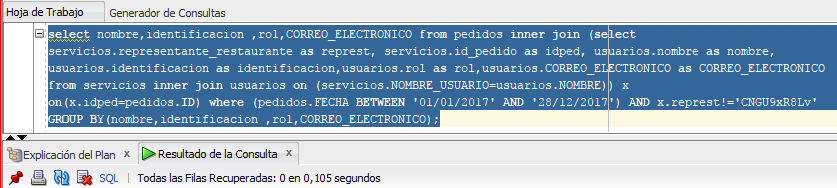 Hoja de Trabajo Generador de Consultas
select nombre,identificacion ,rol,CORREO_ELECTRONICO from pedidos inner join (select
servicios.representante_restaurante as represt, servicios.id_pedido as idped, usuarios.nombre as nombre,
usuarios.identificacion as identificacion,usuarios.rol as rol,usuarios.CORREO_ELECTRONICO as CORREO_ELECTRONICO
from servicios inner join usuarios on (servicios.NOMBRE_USUARIO=usuarios.NOMBRE)) x
on(x.idped=pedidos.ID) where (pedidos.FECHA BETWEEN '01/01/2017' AND '28/12/2017') AND x.represt!='CNGU9xR8Lv'
GROUP BY(nombre,identificacion ,rol,CORREO_ELECTRONICO);
Explicación del Plan x Resultado de la Consulta x
SQL | Todas las Filas Recuperadas: 0 en 0,105 segundos